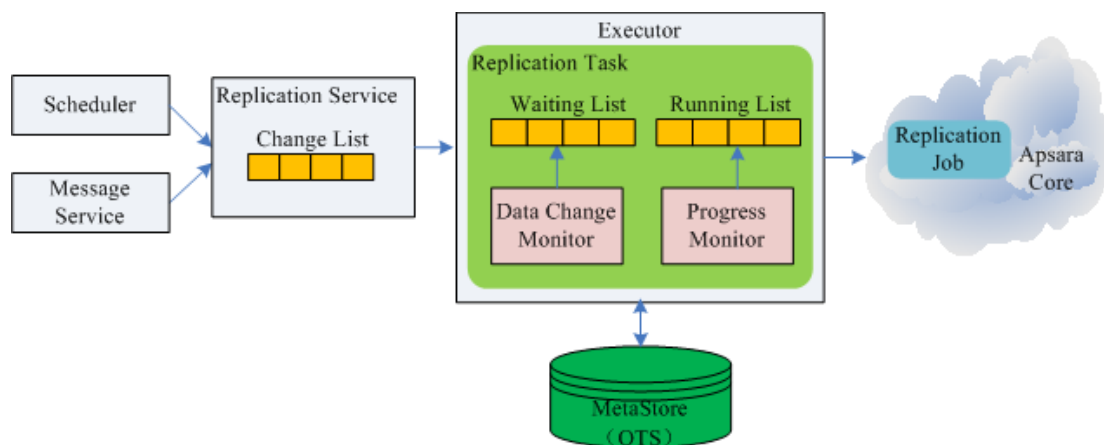 Executor
Replication Task
Scheduler
Replication Service
Waiting List
Running List
Change List
Replication
Job
Apsara
Core
Message
Service
Data Change
Monitor
Progress
Monitor
MetaStore
（OTS）